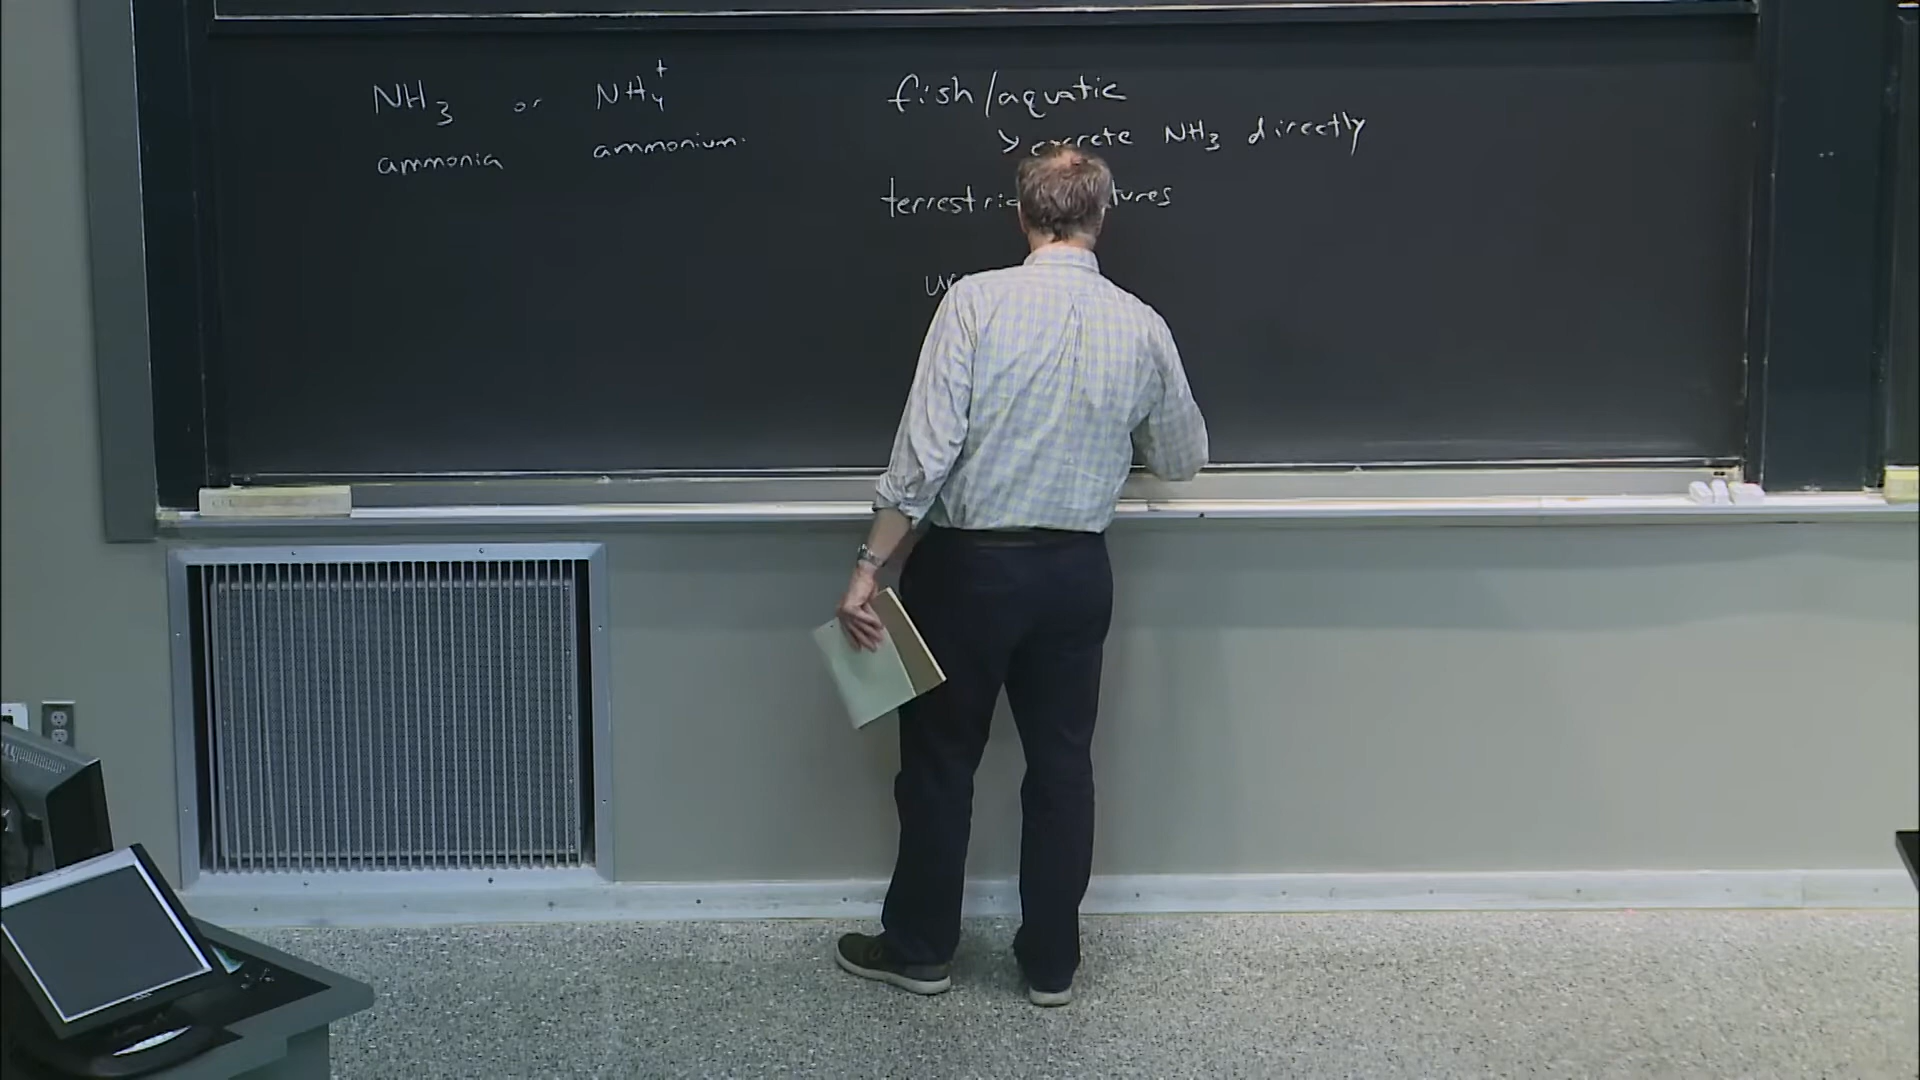 NH3 or NH4+
ammonia ammonium.
fish/aquatic
> excrete NH3 directly